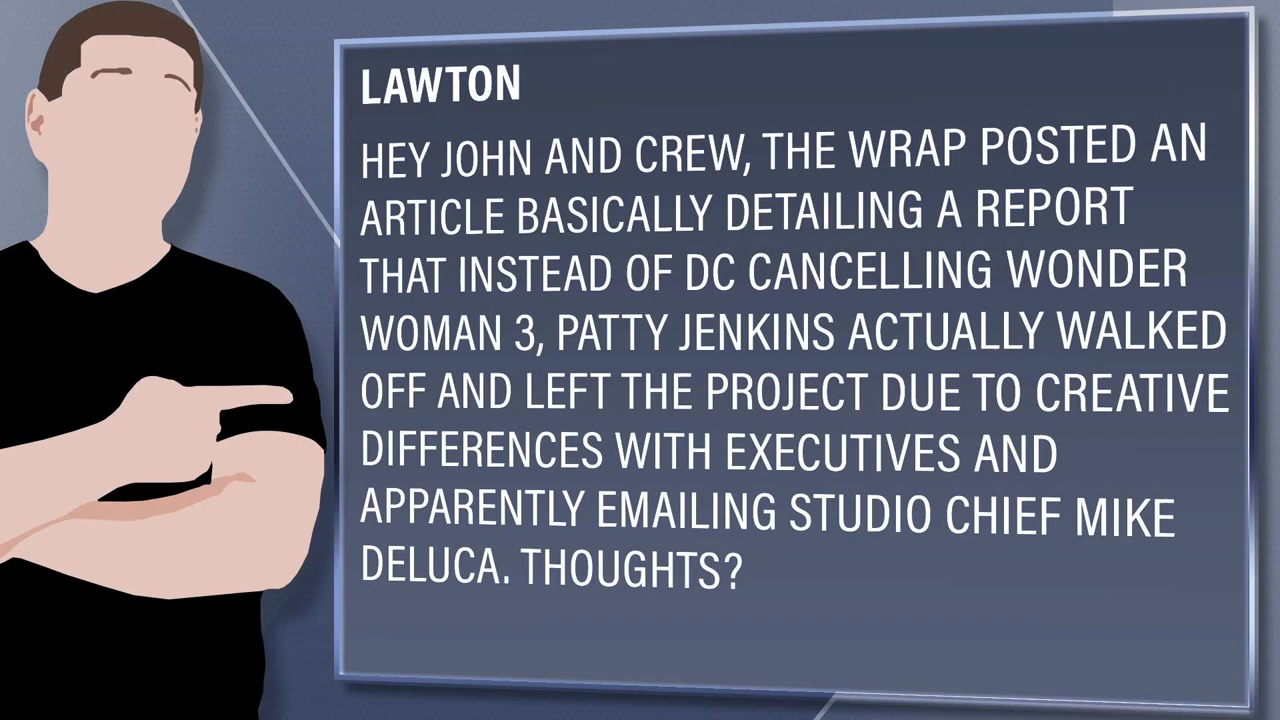 LAWTON
HEY JOHN AND CREW, THE WRAP POSTED AN
ARTICLE BASICALLY DETAILING A REPORT
THAT INSTEAD OF DC CANCELLING WONDER
WOMAN 3, PATTY JENKINS ACTUALLY WALKED
OFF AND LEFT THE PROJECT DUE TO CREATIVE
DIFFERENCES WITH EXECUTIVES AND
APPARENTLY EMAILING STUDIO CHIEF MIKE
DELUCA. THOUGHTS?